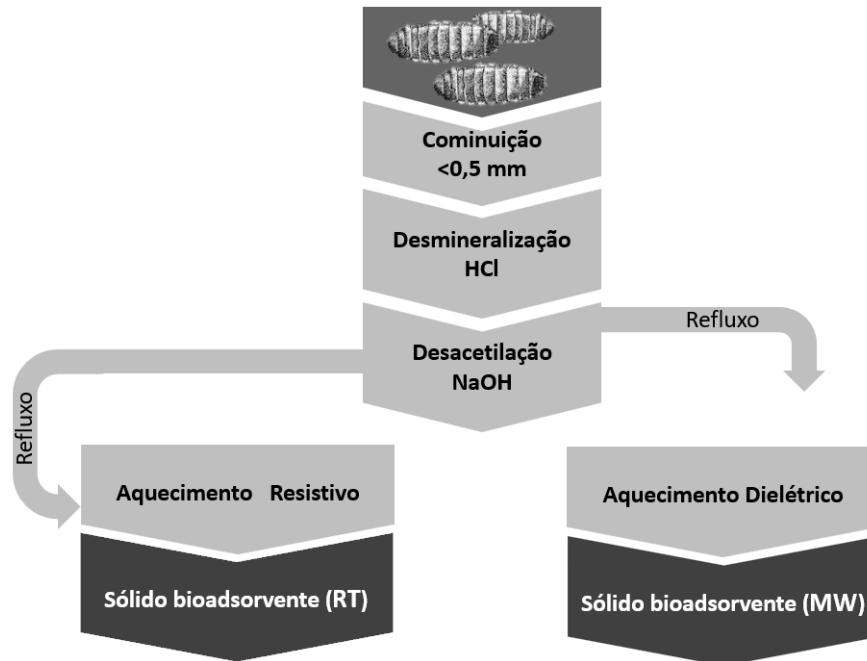 Cominuição
<0,5 mm
Desmineralização
HCl
Desacetilação
NaOH
Refluxo
Refluxo
Aquecimento Resistivo
Aquecimento Dielétrico
Sólido bioadsorvente (RT)
Sólido bioadsorvente (MW)